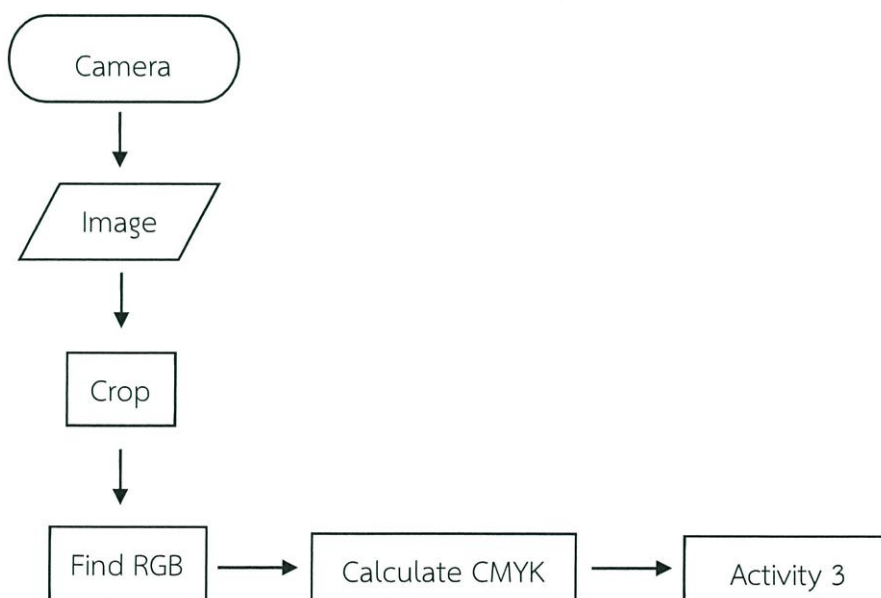 Camera
Image
Crop
Find RGB
Calculate CMYK
Activity 3